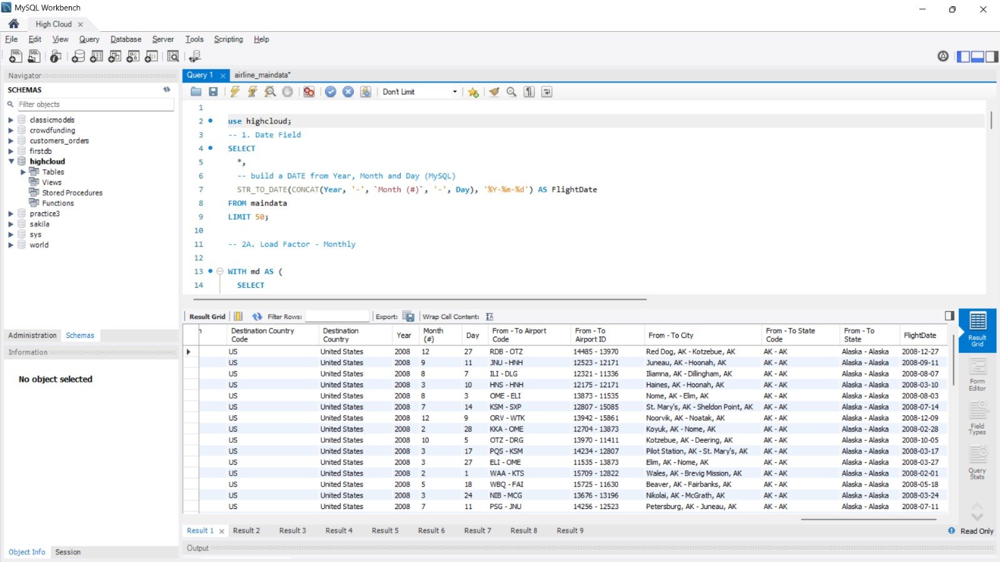 MySQL Workbench
High Cloud
File Edit View Query Database Server Tools Scripting Help
Navigator
SCHEMAS
Filter objects
classicmodels
crowdfunding
customers_orders
firstdb
highcloud
Tables
Views
Stored Procedures
Functions
practice3
sakila
sys
world
Administration Schemas
Information
No object selected
Object Info Session
Query 1 airline_maindata*
Don't Limit
1
2 use highcloud;
3 -- 1. Date Field
4 SELECT
5 *,
6 -- build a DATE from Year, Month and Day (MySQL)
7 STR_TO_DATE(CONCAT(Year, '-', `Month (#)`, '-', Day), '%Y-%m-%d') AS FlightDate
8 FROM maindata
9 LIMIT 50;
10
11 -- 2A. Load Factor - Monthly
12
13 WITH md AS (
14 SELECT
Result Grid Filter Rows: Export: Wrap Cell Content:
Destination Country Code Destination Country Year Month (#) Day From - To Airport Code From - To Airport ID From - To City From - To State Code From - To State FlightDate
US United States 2008 12 27 RDB - OTZ 14485 - 13970 Red Dog, AK - Kotzebue, AK AK - AK Alaska - Alaska 2008-12-27
US United States 2008 9 11 JNU - HNH 12523 - 12171 Juneau, AK - Hoonah, AK AK - AK Alaska - Alaska 2008-09-11
US United States 2008 8 7 ILI - DLG 12321 - 11336 Iliamna, AK - Dillingham, AK AK - AK Alaska - Alaska 2008-08-07
US United States 2008 3 10 HNS - HNH 12175 - 12171 Haines, AK - Hoonah, AK AK - AK Alaska - Alaska 2008-03-10
US United States 2008 8 3 OME - ELI 13873 - 11535 Nome, AK - Elim, AK AK - AK Alaska - Alaska 2008-08-03
US United States 2008 7 14 KSM - SXP 12807 - 15085 St. Mary's, AK - Sheldon Point, AK AK - AK Alaska - Alaska 2008-07-14
US United States 2008 12 9 ORV - WTK 13942 - 15861 Noorvik, AK - Noatak, AK AK - AK Alaska - Alaska 2008-12-09
US United States 2008 2 28 KKA - OME 12704 - 13873 Koyuk, AK - Nome, AK AK - AK Alaska - Alaska 2008-02-28
US United States 2008 10 5 OTZ - DRG 13970 - 11411 Kotzebue, AK - Deering, AK AK - AK Alaska - Alaska 2008-10-05
US United States 2008 3 17 PQS - KSM 14234 - 12807 Pilot Station, AK - St. Mary's, AK AK - AK Alaska - Alaska 2008-03-17
US United States 2008 3 27 ELI - OME 11535 - 13873 Elim, AK - Nome, AK AK - AK Alaska - Alaska 2008-03-27
US United States 2008 2 1 WAA - KTS 15709 - 12822 Wales, AK - Brevig Mission, AK AK - AK Alaska - Alaska 2008-02-01
US United States 2008 5 18 WBQ - FAI 15725 - 11630 Beaver, AK - Fairbanks, AK AK - AK Alaska - Alaska 2008-05-18
US United States 2008 3 24 NIB - MCG 13676 - 13196 Nikolai, AK - McGrath, AK AK - AK Alaska - Alaska 2008-03-24
US United States 2008 7 11 PSG - JNU 14256 - 12523 Petersburg, AK - Juneau, AK AK - AK Alaska - Alaska 2008-07-11
Result Grid
Form Editor
Field Types
Query Stats
Result 1 Result 2 Result 3 Result 4 Result 5 Result 6 Result 7 Result 8 Result 9 Read Only
Output